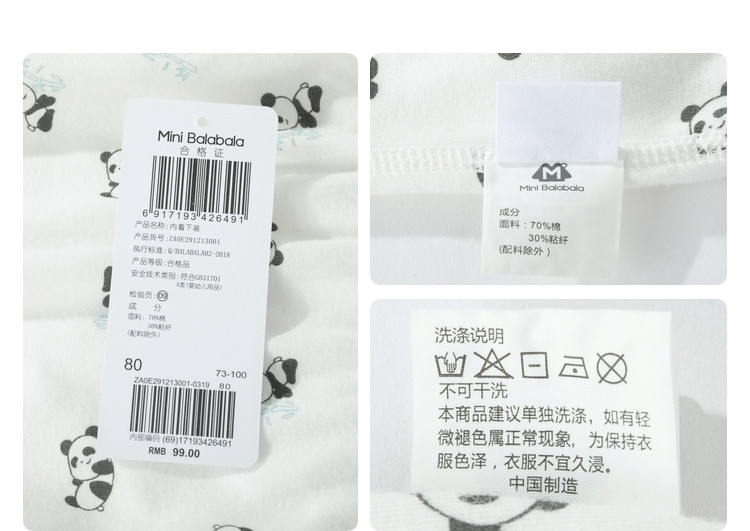 Mini Balabala
合格证
6 917193 426491
产品名称: 内着下装
产品货号: ZA0E291213001
执行标准: Q/BALABALA02-2018
产品等级: 合格品
安全技术类别: 符合GB31701
A类(婴幼儿用品)
检验员: 09
成 分
面料: 70%棉
30%粘纤
(配料除外)
80
73-100
ZA0E291213001-0319 80
内部编码 (69)17193426491
RMB 99.00
Mini Balabala
成分
面料: 70%棉
30%粘纤
(配料除外)
洗涤说明
不可干洗
本商品建议单独洗涤，如有轻
微褪色属正常现象，为保持衣
服色泽，衣服不宜久浸。
中国制造